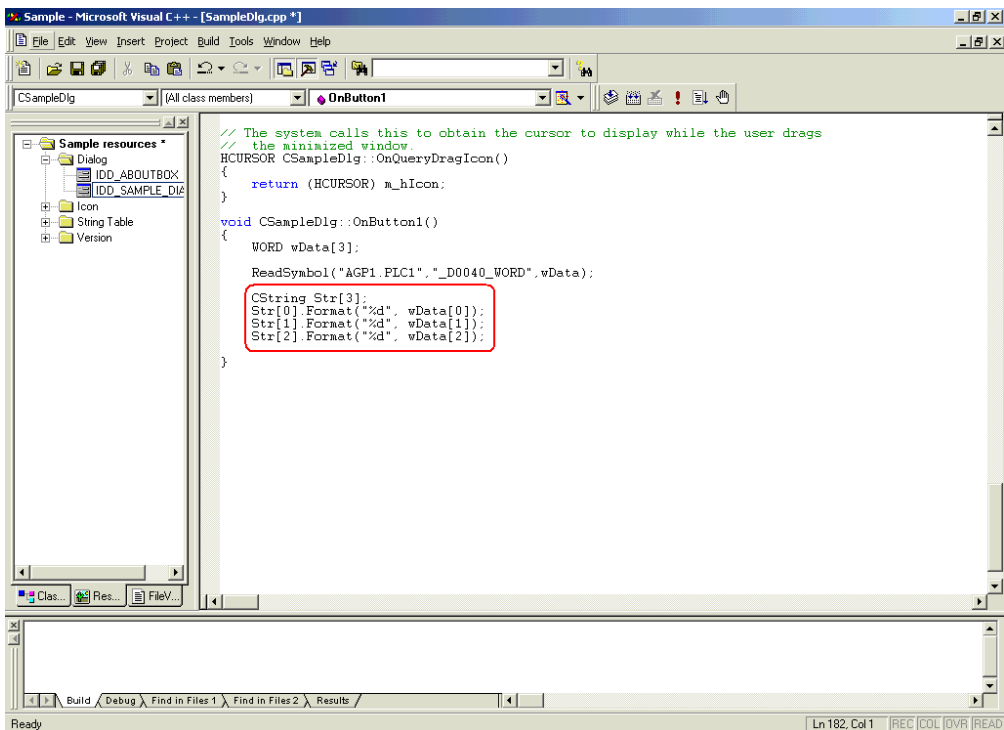 Sample - Microsoft Visual C++ - [SampleDlg.cpp *]
File Edit View Insert Project Build Tools Window Help
CSampleDlg (All class members) OnButton1
Sample resources *
Dialog
IDD_ABOUTBOX
IDD_SAMPLE_DIA
Icon
String Table
Version
// The system calls this to obtain the cursor to display while the user drags
//  the minimized window.
HCURSOR CSampleDlg::OnQueryDragIcon()
{
return (HCURSOR) m_hIcon;
}
void CSampleDlg::OnButton1()
{
WORD wData[3];
ReadSymbol("AGP1.PLC1","_D0040_WORD",wData);
CString Str[3];
Str[0].Format("%d", wData[0]);
Str[1].Format("%d", wData[1]);
Str[2].Format("%d", wData[2]);
}
Clas... Res... FileV...
Build Debug Find in Files 1 Find in Files 2 Results
Ready Ln 182, Col 1 REC COL OVR READ